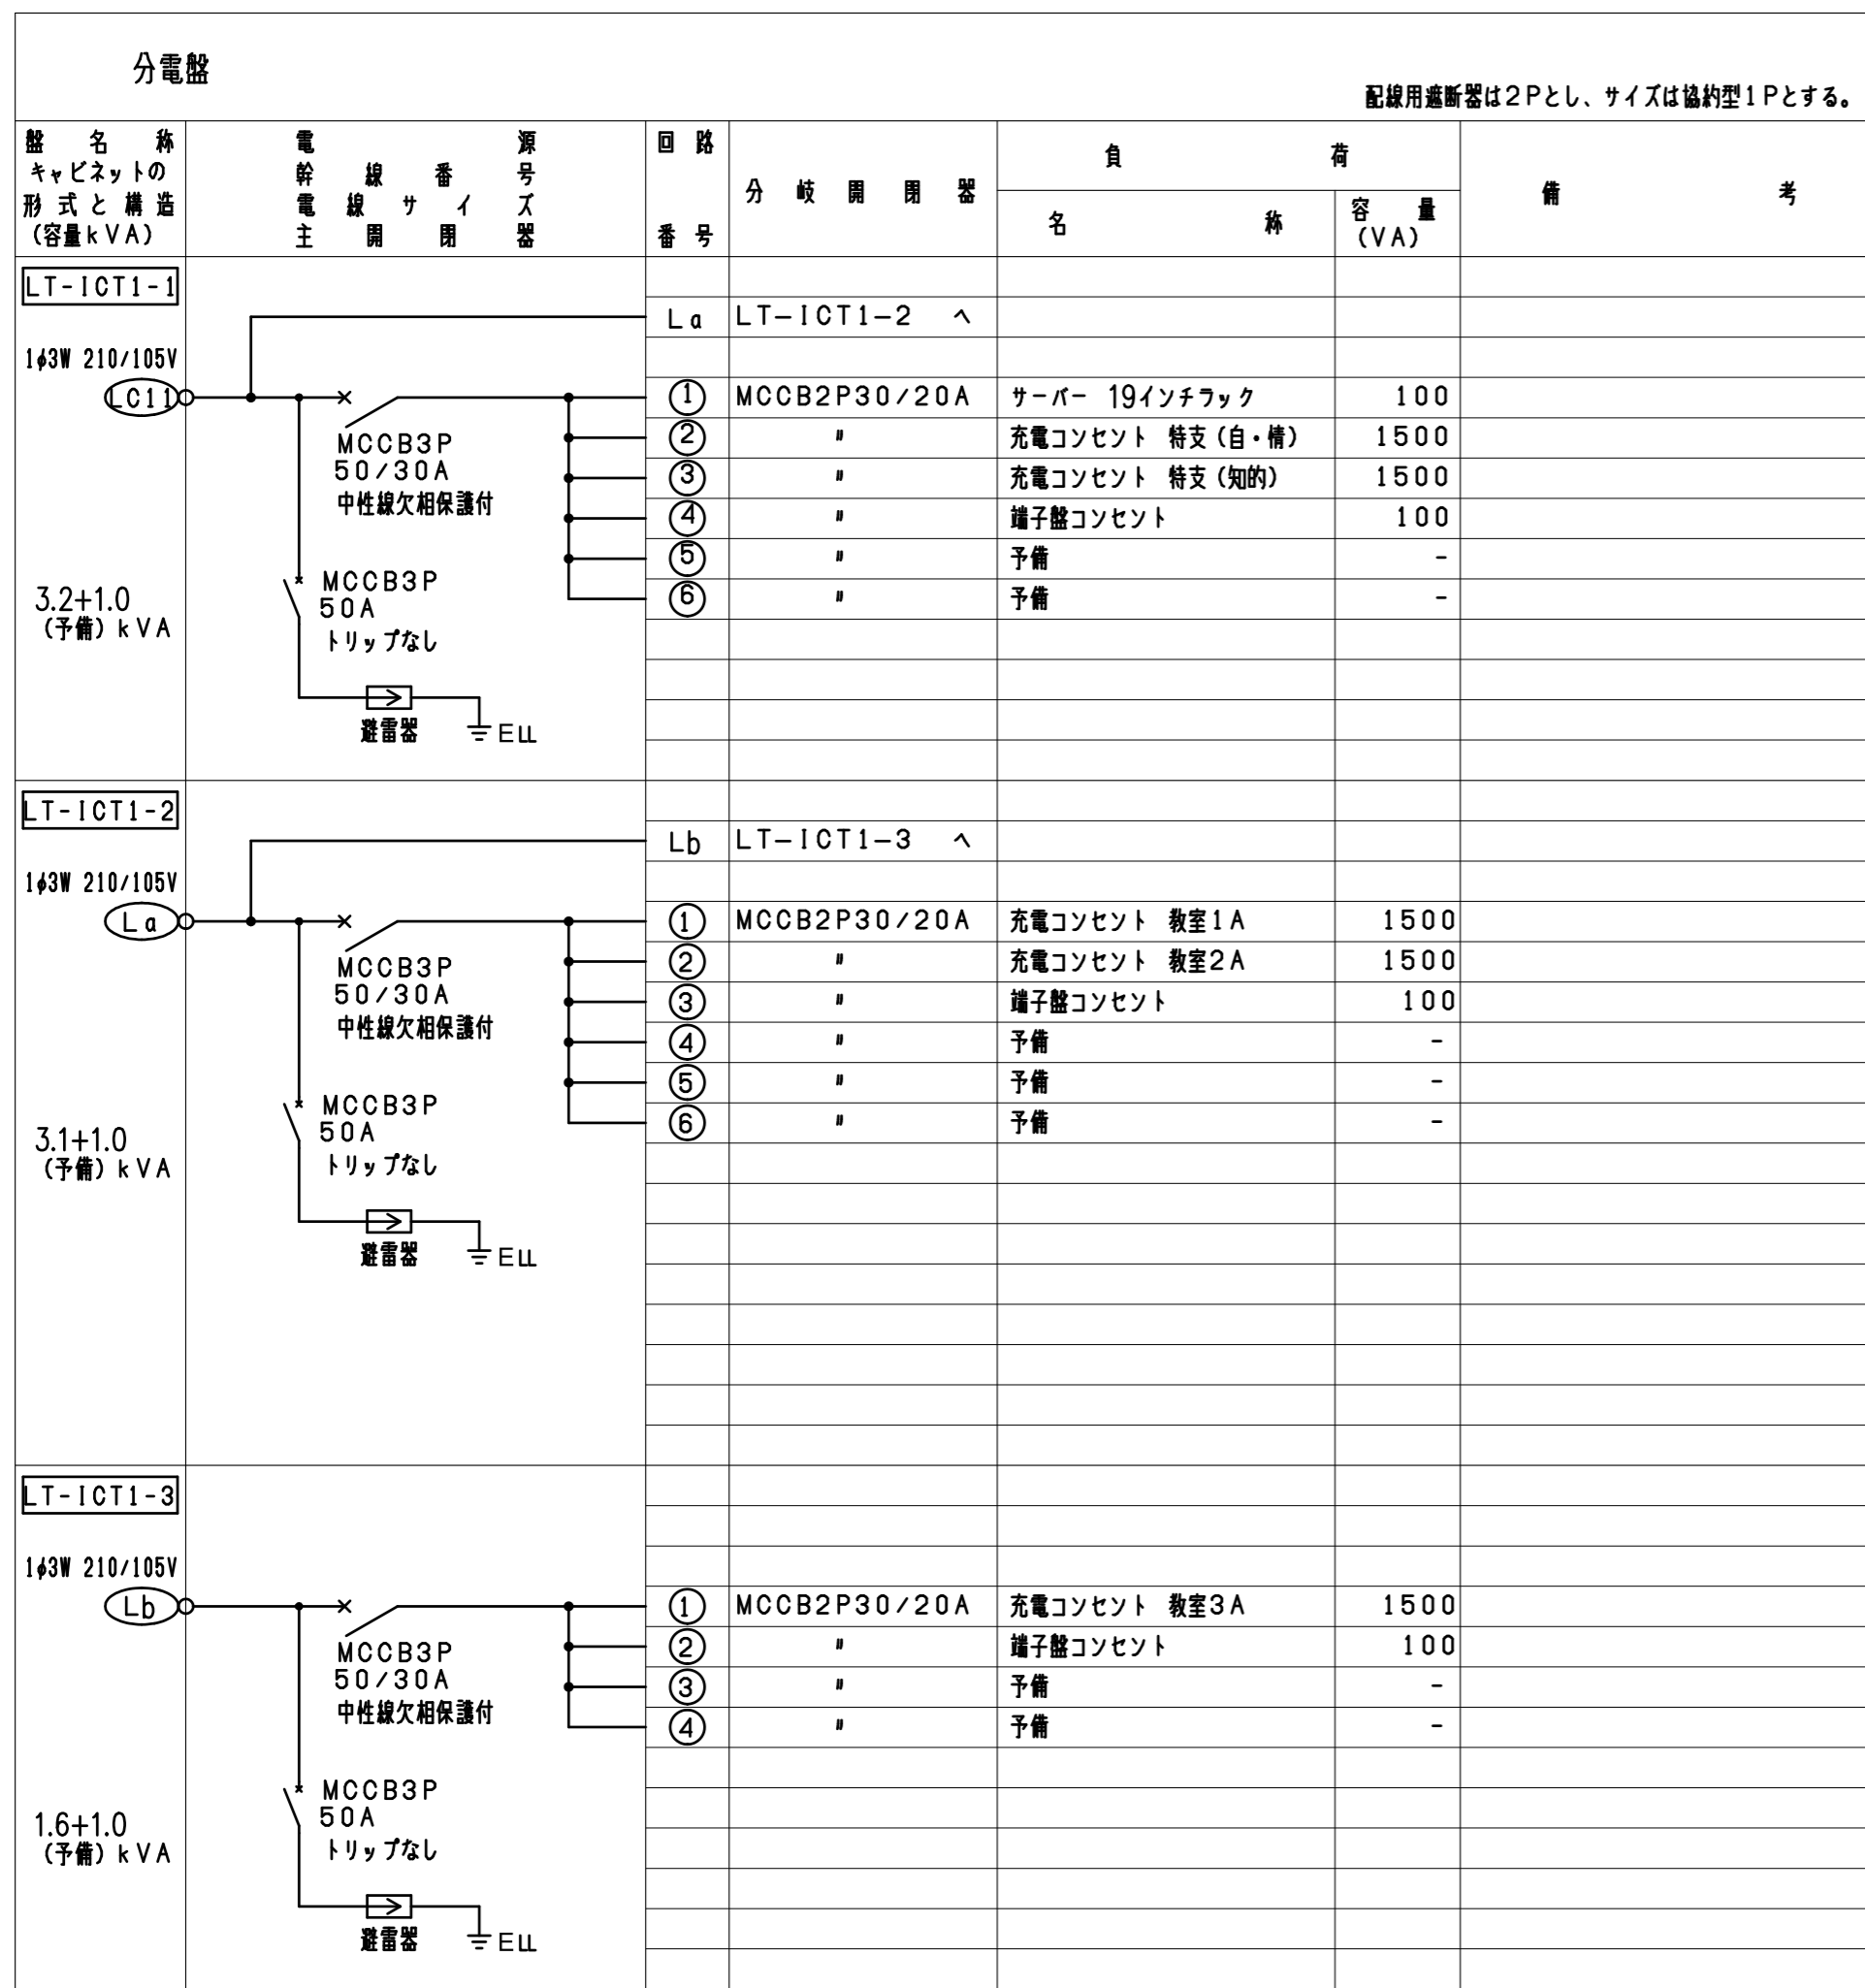 分電盤
配線用遮断器は2Pとし、サイズは協約型1Pとする。
盤名称
キャビネットの
形式と構造
(容量kVA)
電源
幹線番号
電線サイズ
主開閉器
回路
番号
分岐開閉器
負荷
名称
容量
(VA)
備考
LT-ICT1-1
1φ3W 210/105V
LC11
MCCB3P
50/30A
中性線欠相保護付
MCCB3P
50A
トリップなし
避雷器
ELL
3.2+1.0
(予備)kVA
La LT-ICT1-2 へ
① MCCB2P30/20A サーバー 19インチラック 100
② 〃 充電コンセント 特支(自・情) 1500
③ 〃 充電コンセント 特支(知的) 1500
④ 〃 端子盤コンセント 100
⑤ 〃 予備 -
⑥ 〃 予備 -
LT-ICT1-2
1φ3W 210/105V
La
MCCB3P
50/30A
中性線欠相保護付
MCCB3P
50A
トリップなし
避雷器
ELL
3.1+1.0
(予備)kVA
Lb LT-ICT1-3 へ
① MCCB2P30/20A 充電コンセント 教室1A 1500
② 〃 充電コンセント 教室2A 1500
③ 〃 端子盤コンセント 100
④ 〃 予備 -
⑤ 〃 予備 -
⑥ 〃 予備 -
LT-ICT1-3
1φ3W 210/105V
Lb
MCCB3P
50/30A
中性線欠相保護付
MCCB3P
50A
トリップなし
避雷器
ELL
1.6+1.0
(予備)kVA
① MCCB2P30/20A 充電コンセント 教室3A 1500
② 〃 端子盤コンセント 100
③ 〃 予備 -
④ 〃 予備 -